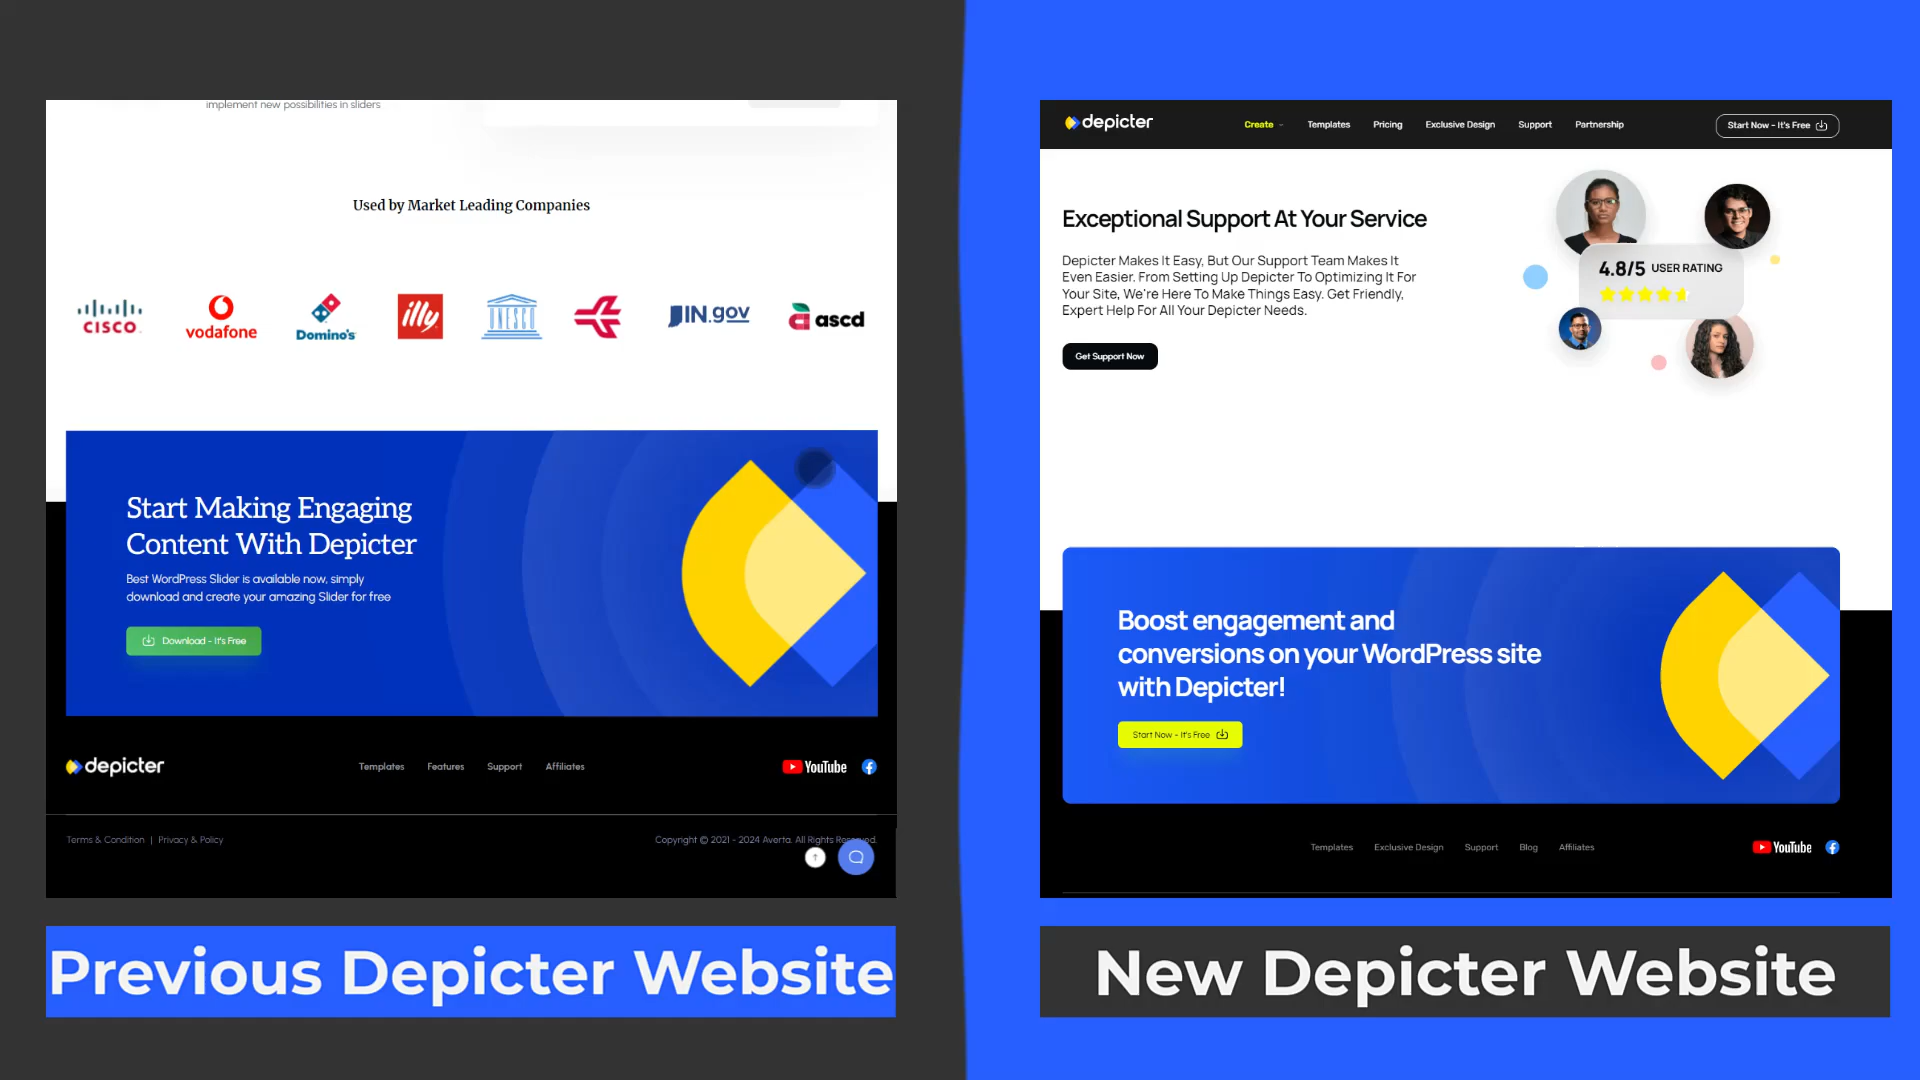 implement new possibilities in sliders
Used by Market Leading Companies
CISCO
vodafone
Domino's
illy
UNESCO
IN.gov
ascd
Start Making Engaging
Content With Depicter
Best WordPress Slider is available now, simply
download and create your amazing Slider for free
Download - It's Free
depicter
Templates
Features
Support
Affiliates
YouTube
Terms & Condition | Privacy & Policy
Copyright © 2021 - 2024 Averta. All Rights Reserved.
Previous Depicter Website
depicter
Create
Templates
Pricing
Exclusive Design
Support
Partnership
Start Now - It's Free
Exceptional Support At Your Service
Depicter Makes It Easy, But Our Support Team Makes It
Even Easier. From Setting Up Depicter To Optimizing It For
Your Site, We're Here To Make Things Easy. Get Friendly,
Expert Help For All Your Depicter Needs.
Get Support Now
4.8/5 USER RATING
Boost engagement and
conversions on your WordPress site
with Depicter!
Start Now - It's Free
Templates
Exclusive Design
Support
Blog
Affiliates
YouTube
New Depicter Website